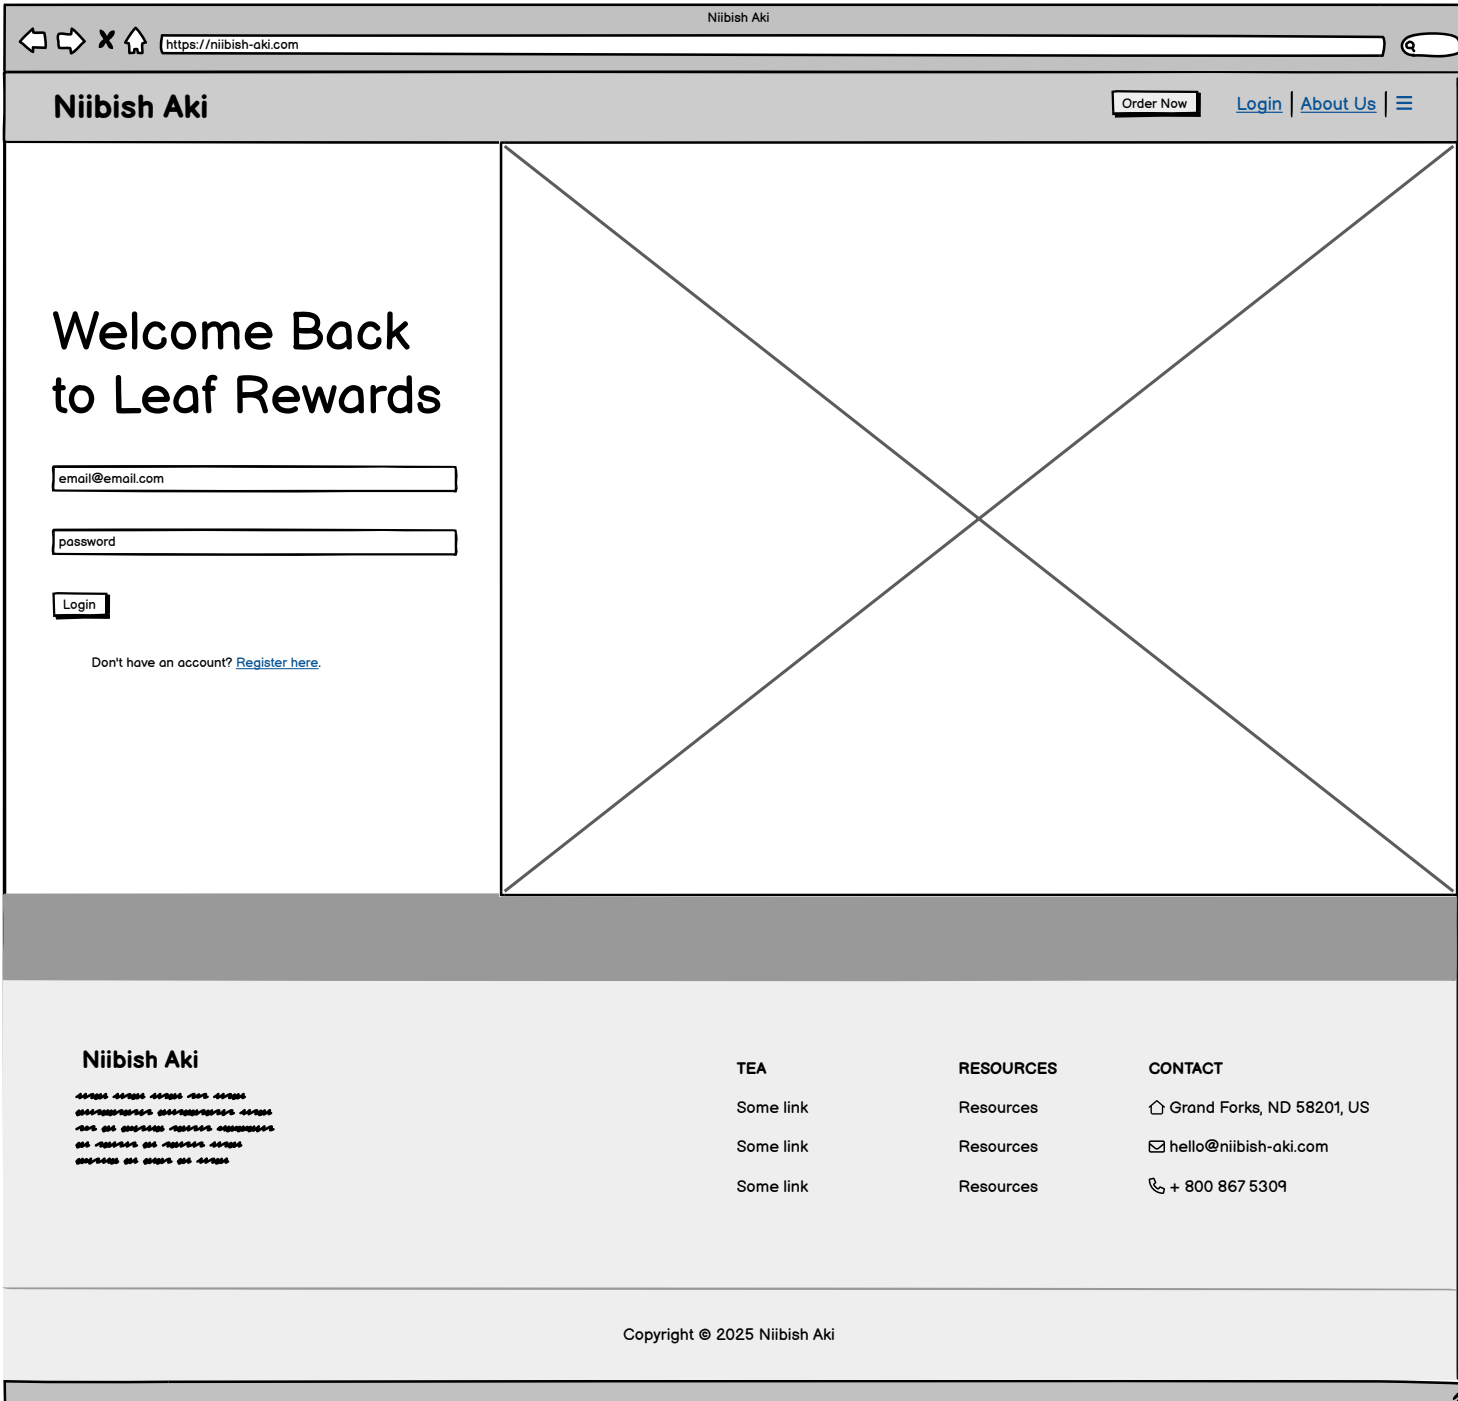 Niibish Aki
https://niibish-aki.com
Niibish Aki
Order Now
Login
About Us
Welcome Back
to Leaf Rewards
email@email.com
password
Login
Don't have an account? Register here.
Niibish Aki
TEA
Some link
Some link
Some link
RESOURCES
Resources
Resources
Resources
CONTACT
Grand Forks, ND 58201, US
hello@niibish-aki.com
+ 800 867 5309
Copyright © 2025 Niibish Aki